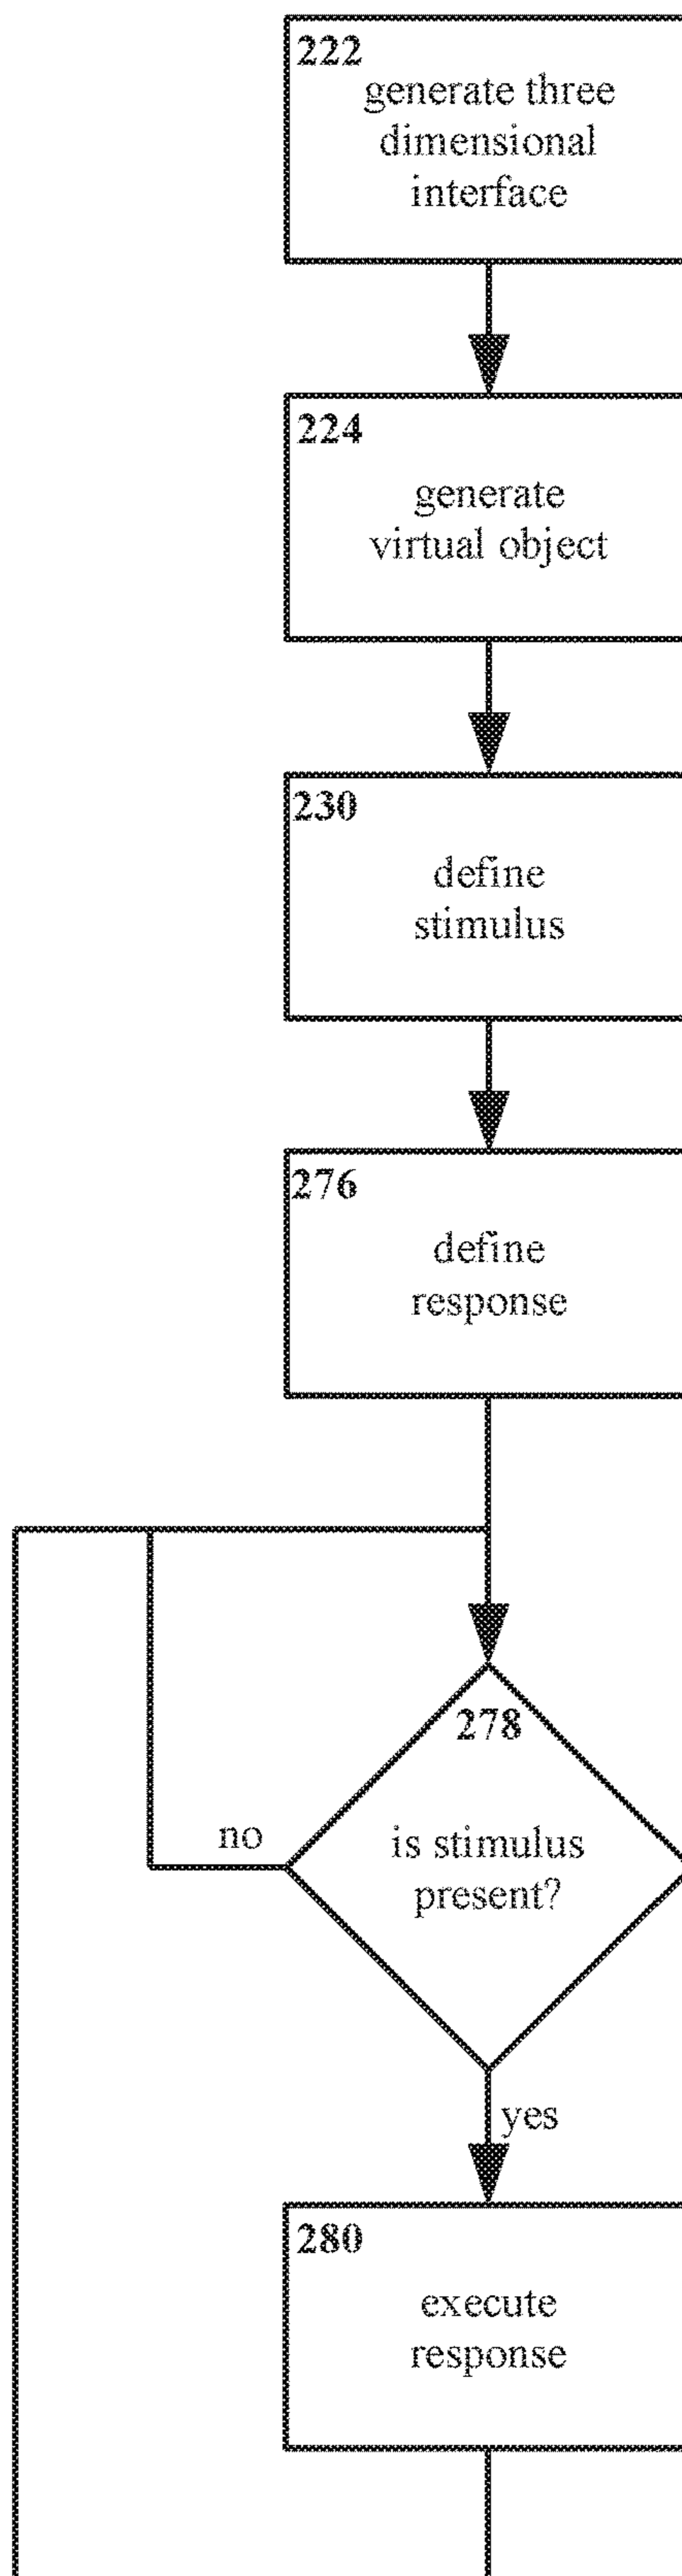 222
generate three
dimensional
interface
224
generate
virtual object
230
define
stimulus
276
define
response
278
no
is stimulus
present?
yes
280
execute
response